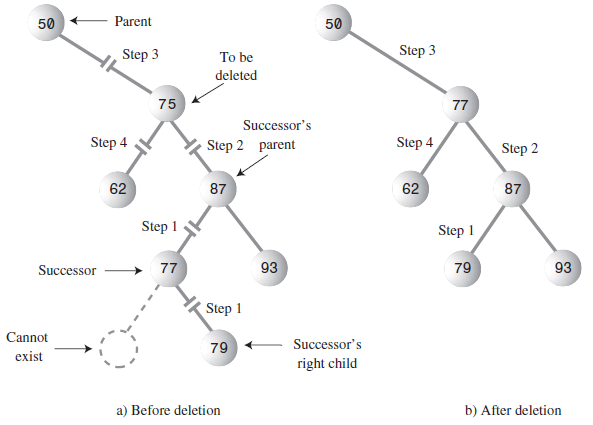 50
Parent
Step 3
To be
deleted
75
Step 4
Step 2
Successor's
parent
62
87
Step 1
Successor
77
93
Step 1
Cannot
exist
79
Successor's
right child
a) Before deletion
50
Step 3
77
Step 4
Step 2
62
87
Step 1
79
93
b) After deletion